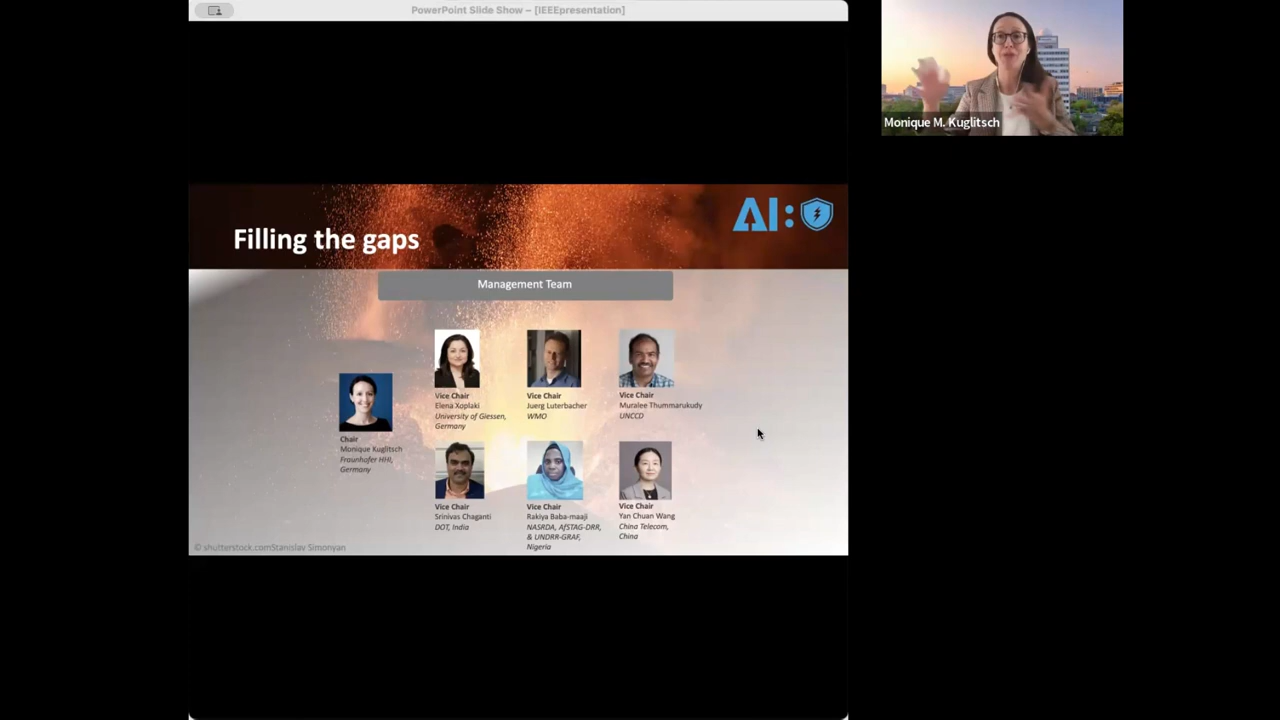 PowerPoint Slide Show – [IEEEpresentation]
Monique M. Kuglitsch
AI:
Filling the gaps
Management Team
Chair
Monique Kuglitsch
Fraunhofer HHI,
Germany
Vice Chair
Elena Xoplaki
University of Giessen,
Germany
Vice Chair
Juerg Luterbacher
WMO
Vice Chair
Muralee Thummarukudy
UNCCD
Vice Chair
Srinivas Chaganti
DOT, India
Vice Chair
Rakiya Baba-maaji
NASRDA, AfSTAG-DRR,
& UNDRR-GRAF,
Nigeria
Vice Chair
Yan Chuan Wang
China Telecom,
China
© shutterstock.comStanislav Simonyan